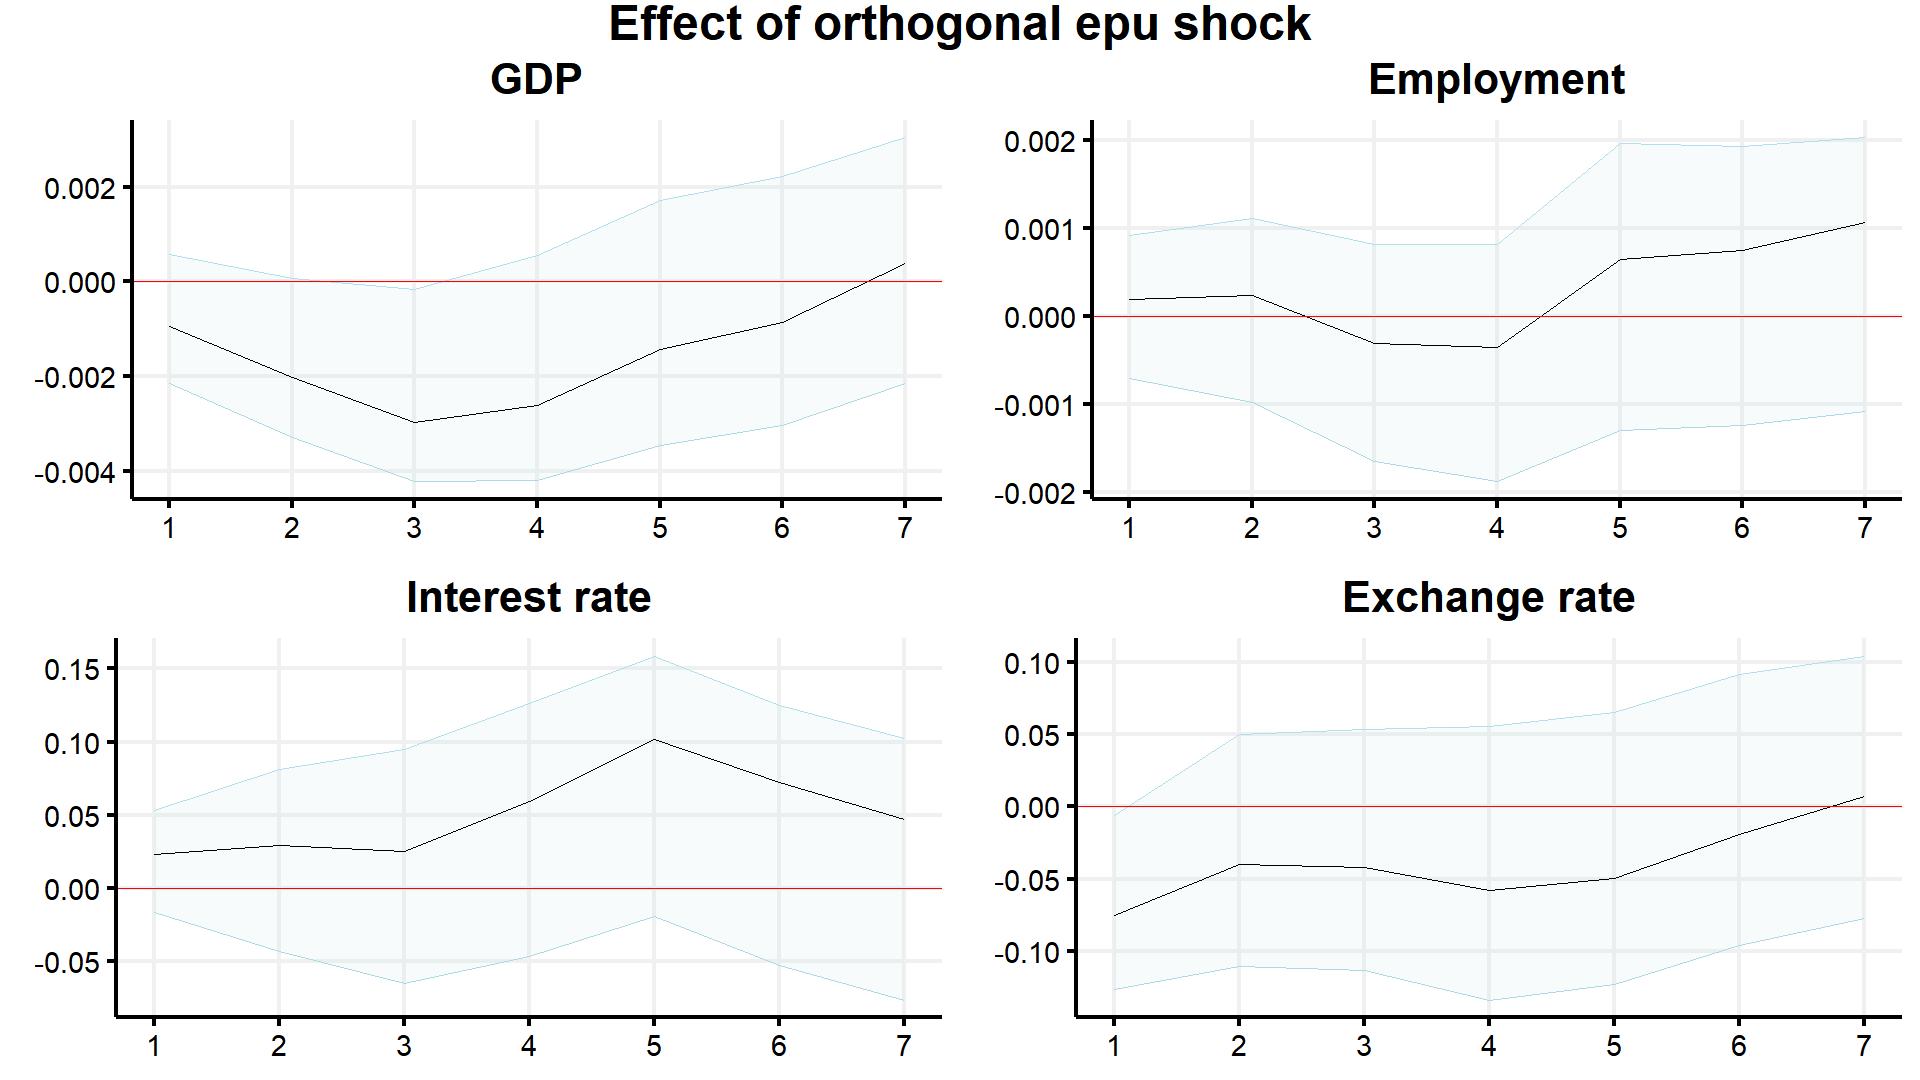 Effect of orthogonal epu shock
GDP
0.002
0.000
-0.002
-0.004
1 2 3 4 5 6 7
Employment
0.002
0.001
0.000
-0.001
-0.002
1 2 3 4 5 6 7
Interest rate
0.15
0.10
0.05
0.00
-0.05
1 2 3 4 5 6 7
Exchange rate
0.10
0.05
0.00
-0.05
-0.10
1 2 3 4 5 6 7